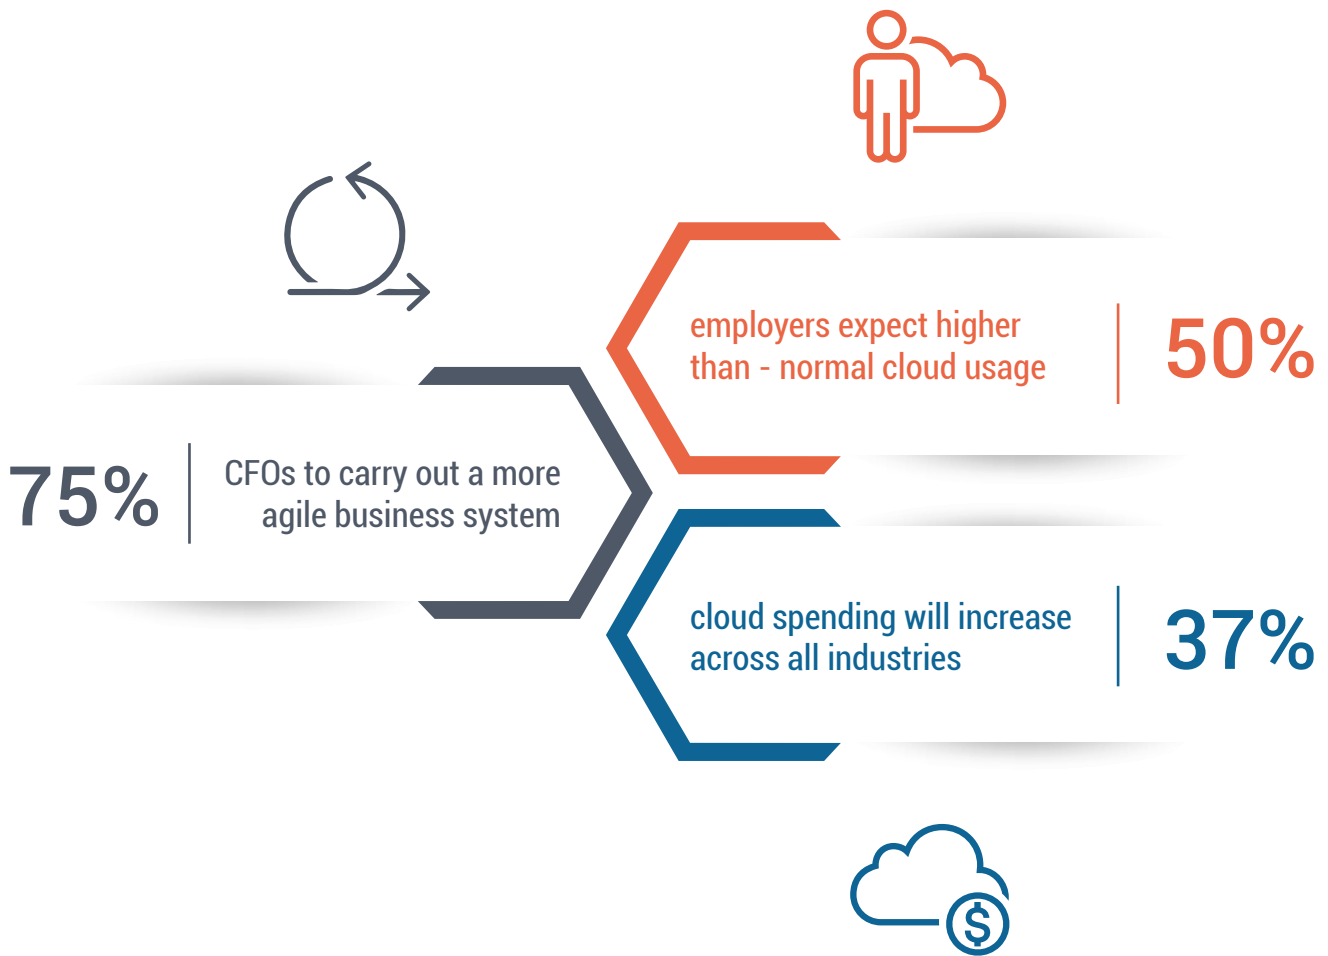 employers expect higher
than - normal cloud usage
50%
75%
CFOs to carry out a more
agile business system
cloud spending will increase
across all industries
37%
$